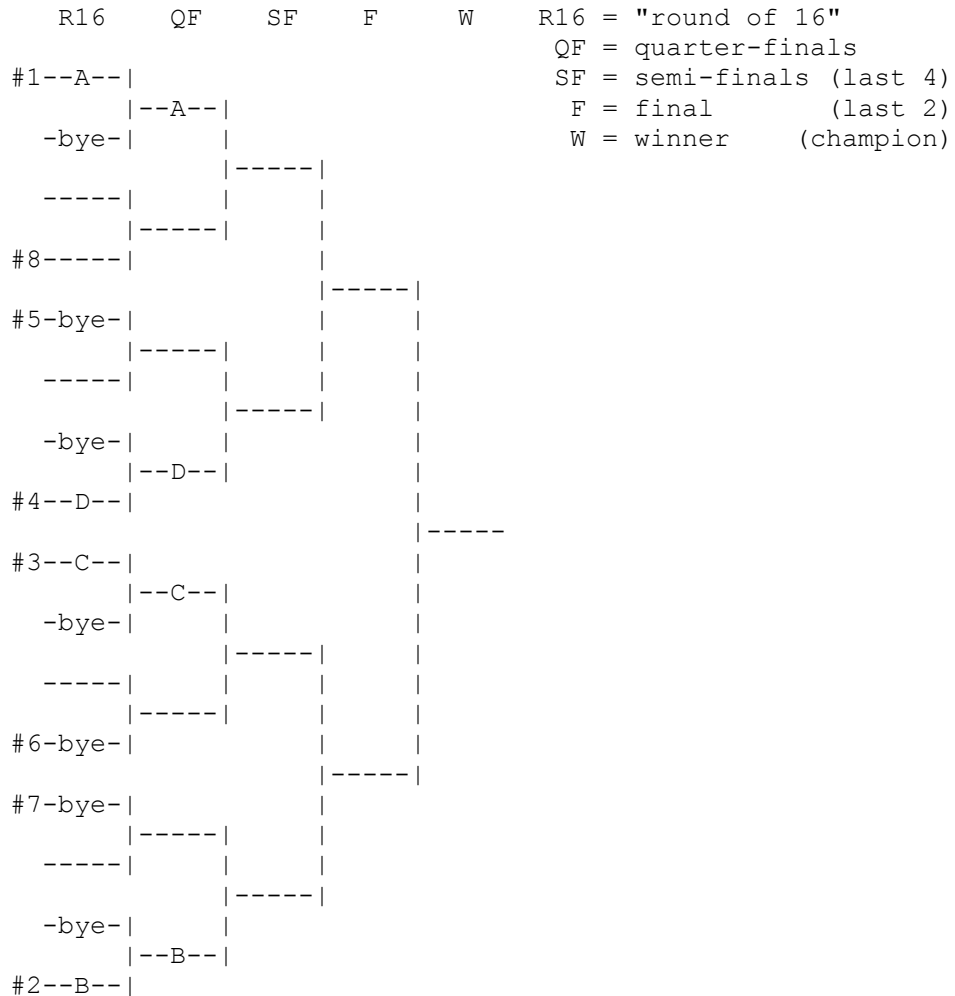 R16    QF    SF     F     W    R16 = "round of 16"
                                    QF = quarter-finals
 #1--A--|                           SF = semi-finals (last 4)
        |--A--|                      F = final       (last 2)
   -bye-|     |                      W = winner    (champion)
              |-----|
   -----|     |     |
        |-----|     |
 #8-----|           |
                    |-----|
 #5-bye-|           |     |
        |-----|     |     |
   -----|     |     |     |
              |-----|     |
   -bye-|     |           |
        |--D--|           |
 #4--D--|                 |
                          |-----
 #3--C--|                 |
        |--C--|           |
   -bye-|     |           |
              |-----|     |
   -----|     |     |     |
        |-----|     |     |
 #6-bye-|           |     |
                    |-----|
 #7-bye-|           |
        |-----|     |
   -----|     |     |
              |-----|
   -bye-|     |
        |--B--|
 #2--B--|